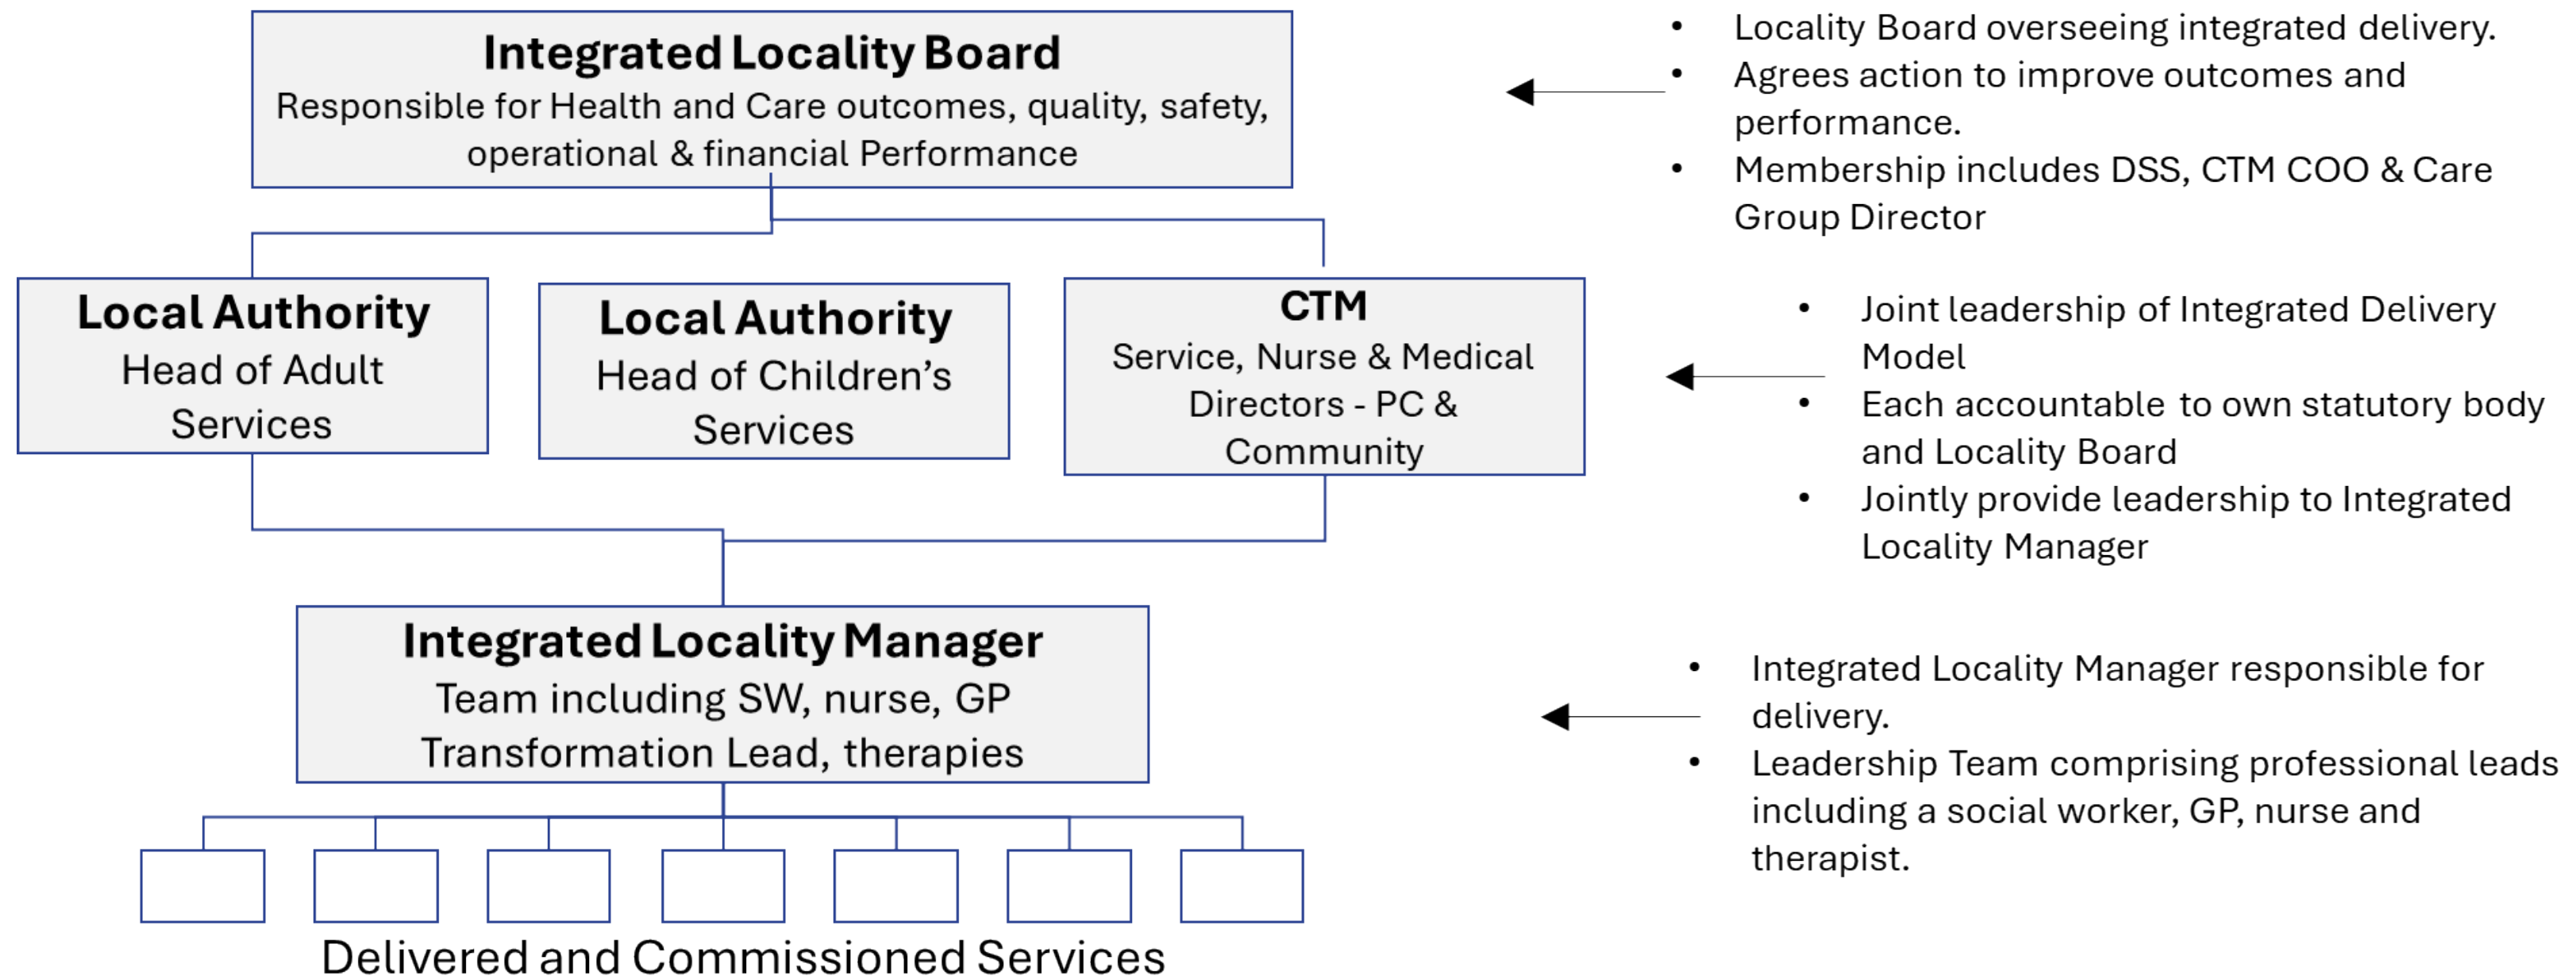 Integrated Locality Board
Responsible for Health and Care outcomes, quality, safety,
operational & financial Performance
• Locality Board overseeing integrated delivery.
• Agrees action to improve outcomes and
performance.
• Membership includes DSS, CTM COO & Care
Group Director
Local Authority
Head of Adult
Services
Local Authority
Head of Children’s
Services
CTM
Service, Nurse & Medical
Directors - PC &
Community
• Joint leadership of Integrated Delivery
Model
• Each accountable to own statutory body
and Locality Board
• Jointly provide leadership to Integrated
Locality Manager
Integrated Locality Manager
Team including SW, nurse, GP
Transformation Lead, therapies
• Integrated Locality Manager responsible for
delivery.
• Leadership Team comprising professional leads
including a social worker, GP, nurse and
therapist.
Delivered and Commissioned Services